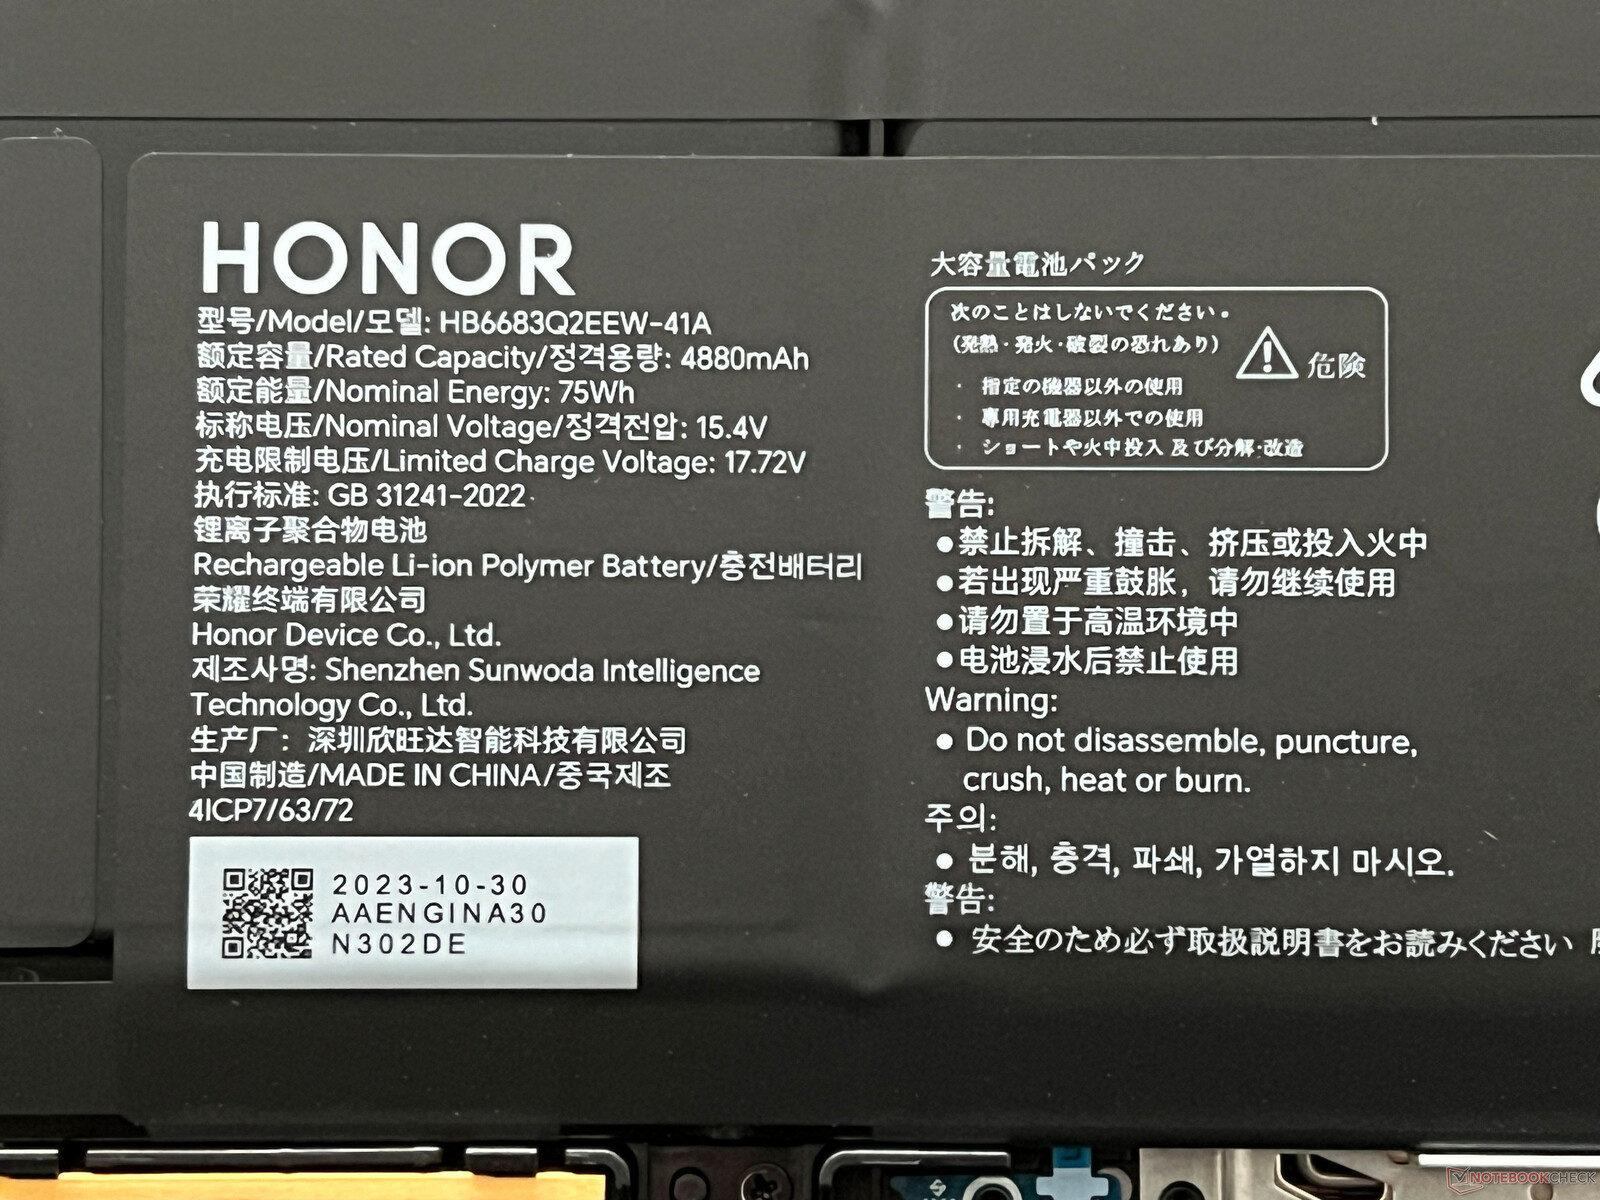 HONOR
型号/Model/모델: HB6683Q2EEW-41A
额定容量/Rated Capacity/정격용량: 4880mAh
额定能量/Nominal Energy: 75Wh
标称电压/Nominal Voltage/정격전압: 15.4V
充电限制电压/Limited Charge Voltage: 17.72V
执行标准: GB 31241-2022
锂离子聚合物电池
Rechargeable Li-ion Polymer Battery/충전배터리
荣耀终端有限公司
Honor Device Co., Ltd.
제조사명: Shenzhen Sunwoda Intelligence
Technology Co., Ltd.
生产厂：深圳欣旺达智能科技有限公司
中国制造/MADE IN CHINA/중국제조
4ICP7/63/72
2023-10-30
AAENGINA30
N302DE
大容量電池パック
次のことはしないでください。
(発熱·発火·破裂の恐れあり)
危険
· 指定の機器以外の使用
· 専用充電器以外での使用
· ショートや火中投入 及び分解·改造
警告:
●禁止拆解、撞击、挤压或投入火中
●若出现严重鼓胀，请勿继续使用
●请勿置于高温环境中
●电池浸水后禁止使用
Warning:
● Do not disassemble, puncture,
crush, heat or burn.
주의:
● 분해, 충격, 파쇄, 가열하지 마시오.
警告:
● 安全のため必ず取扱説明書をお読みください
NOTEBOOKCHECK